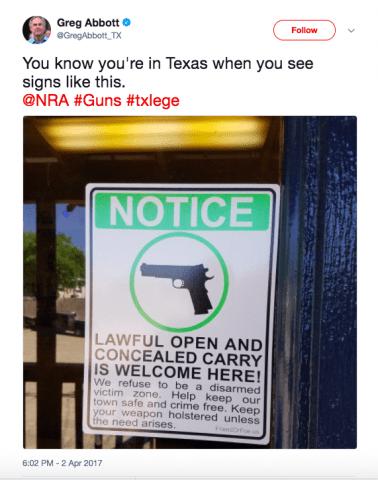 Greg Abbott
@GregAbbott_TX
Follow
You know you're in Texas when you see
signs like this.
@NRA #Guns #txlege
NOTICE
LAWFUL OPEN AND
CONCEALED CARRY
IS WELCOME HERE!
We refuse to be a disarmed
victim zone. Help keep our
town safe and crime free. Keep
your weapon holstered unless
the need arises.
6:02 PM - 2 Apr 2017